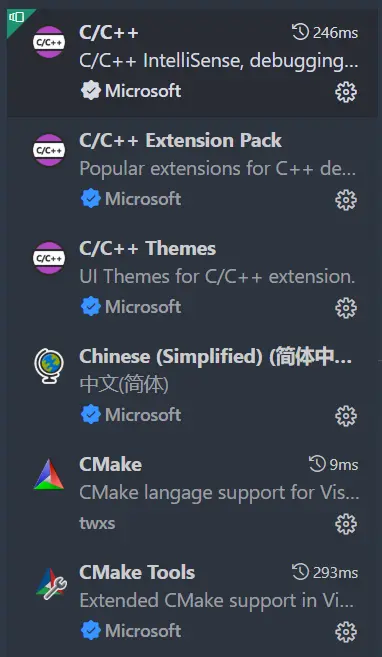 C/C++ 246ms
C/C++ C/C++ IntelliSense, debugging...
Microsoft
C/C++ Extension Pack
C/C++ Popular extensions for C++ de...
Microsoft
C/C++ Themes
C/C++ UI Themes for C/C++ extension.
Microsoft
Chinese (Simplified) (简体中...
中文(简体)
Microsoft
CMake 9ms
CMake langage support for Vis...
twxs
CMake Tools 293ms
Extended CMake support in Vi...
Microsoft